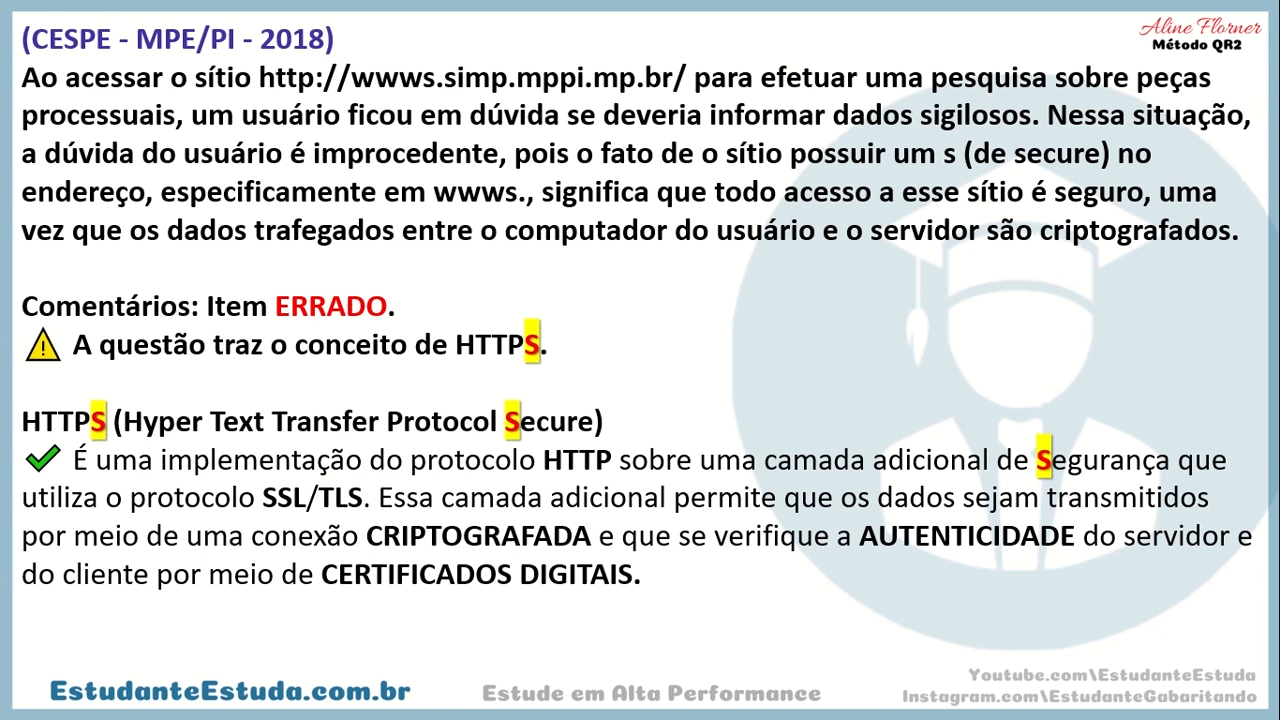 (CESPE - MPE/PI - 2018)
Aline Florner
Método QR2
Ao acessar o sítio http://wwws.simp.mppi.mp.br/ para efetuar uma pesquisa sobre peças
processuais, um usuário ficou em dúvida se deveria informar dados sigilosos. Nessa situação,
a dúvida do usuário é improcedente, pois o fato de o sítio possuir um s (de secure) no
endereço, especificamente em wwws., significa que todo acesso a esse sítio é seguro, uma
vez que os dados trafegados entre o computador do usuário e o servidor são criptografados.
Comentários: Item ERRADO.
A questão traz o conceito de HTTPS.
HTTPS (Hyper Text Transfer Protocol Secure)
É uma implementação do protocolo HTTP sobre uma camada adicional de Segurança que
utiliza o protocolo SSL/TLS. Essa camada adicional permite que os dados sejam transmitidos
por meio de uma conexão CRIPTOGRAFADA e que se verifique a AUTENTICIDADE do servidor e
do cliente por meio de CERTIFICADOS DIGITAIS.
EstudanteEstuda.com.br
Estude em Alta Performance
Youtube.com\EstudanteEstuda
Instagram.com\EstudanteGabaritando